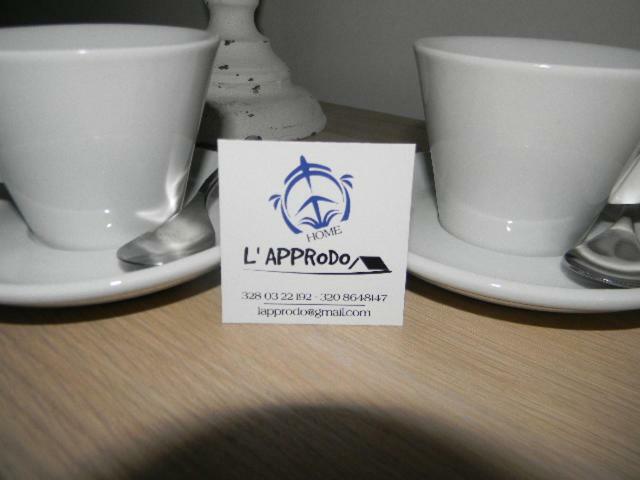 HOME
L'APPRODO
328 03 22 192 - 320 8648147
lapprodo@gmail.com